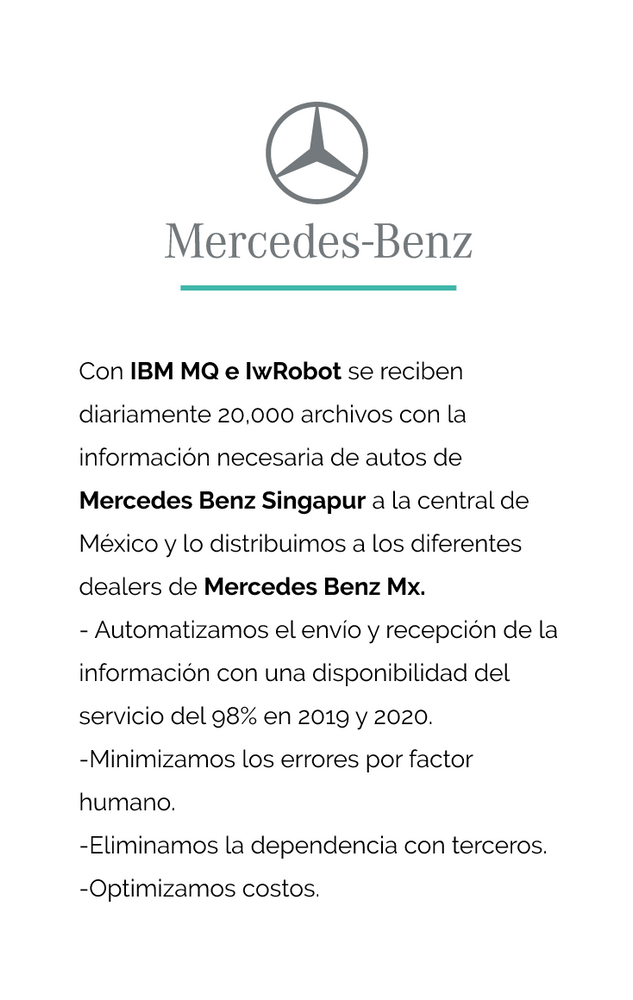 Mercedes-Benz
Con IBM MQ e IwRobot se reciben
diariamente 20,000 archivos con la
información necesaria de autos de
Mercedes Benz Singapur a la central de
México y lo distribuimos a los diferentes
dealers de Mercedes Benz Mx.
- Automatizamos el envío y recepción de la
información con una disponibilidad del
servicio del 98% en 2019 y 2020.
-Minimizamos los errores por factor
humano.
-Eliminamos la dependencia con terceros.
-Optimizamos costos.